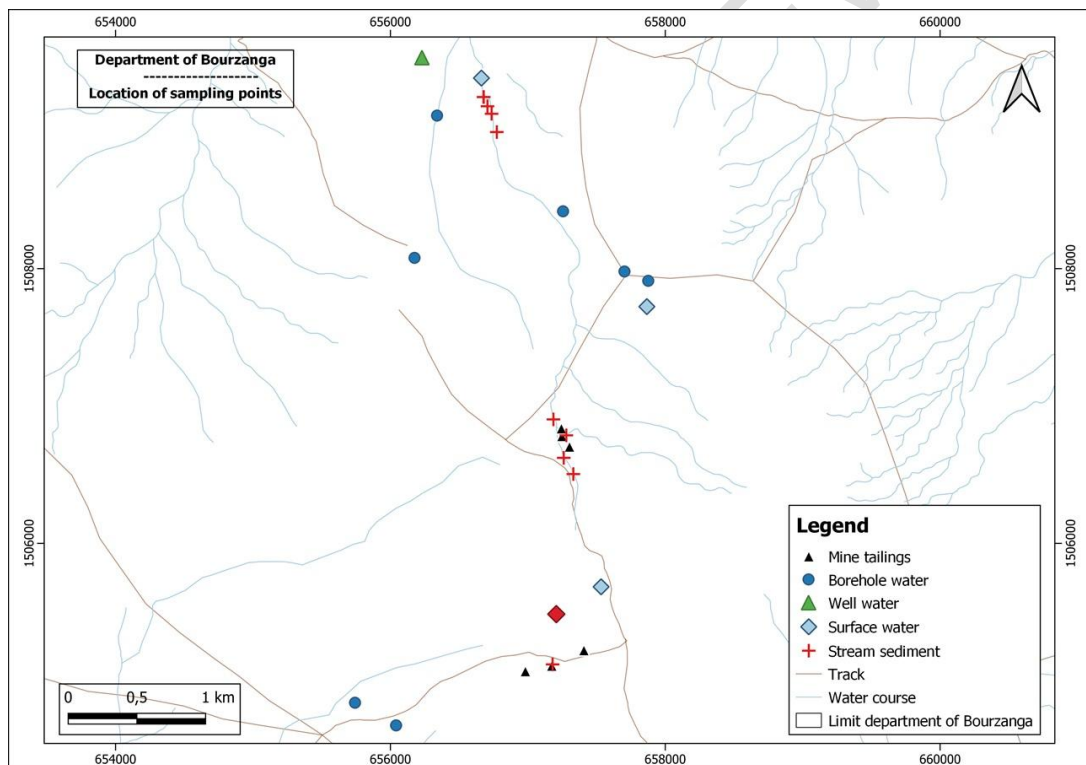 654000
656000
658000
660000
Department of Bourzanga
--------------------
Location of sampling points
1508000
1508000
1506000
1506000
Legend
Mine tailings
Borehole water
Well water
Surface water
Stream sediment
Track
Water course
Limit department of Bourzanga
0 0,5 1 km
654000
656000
658000
660000